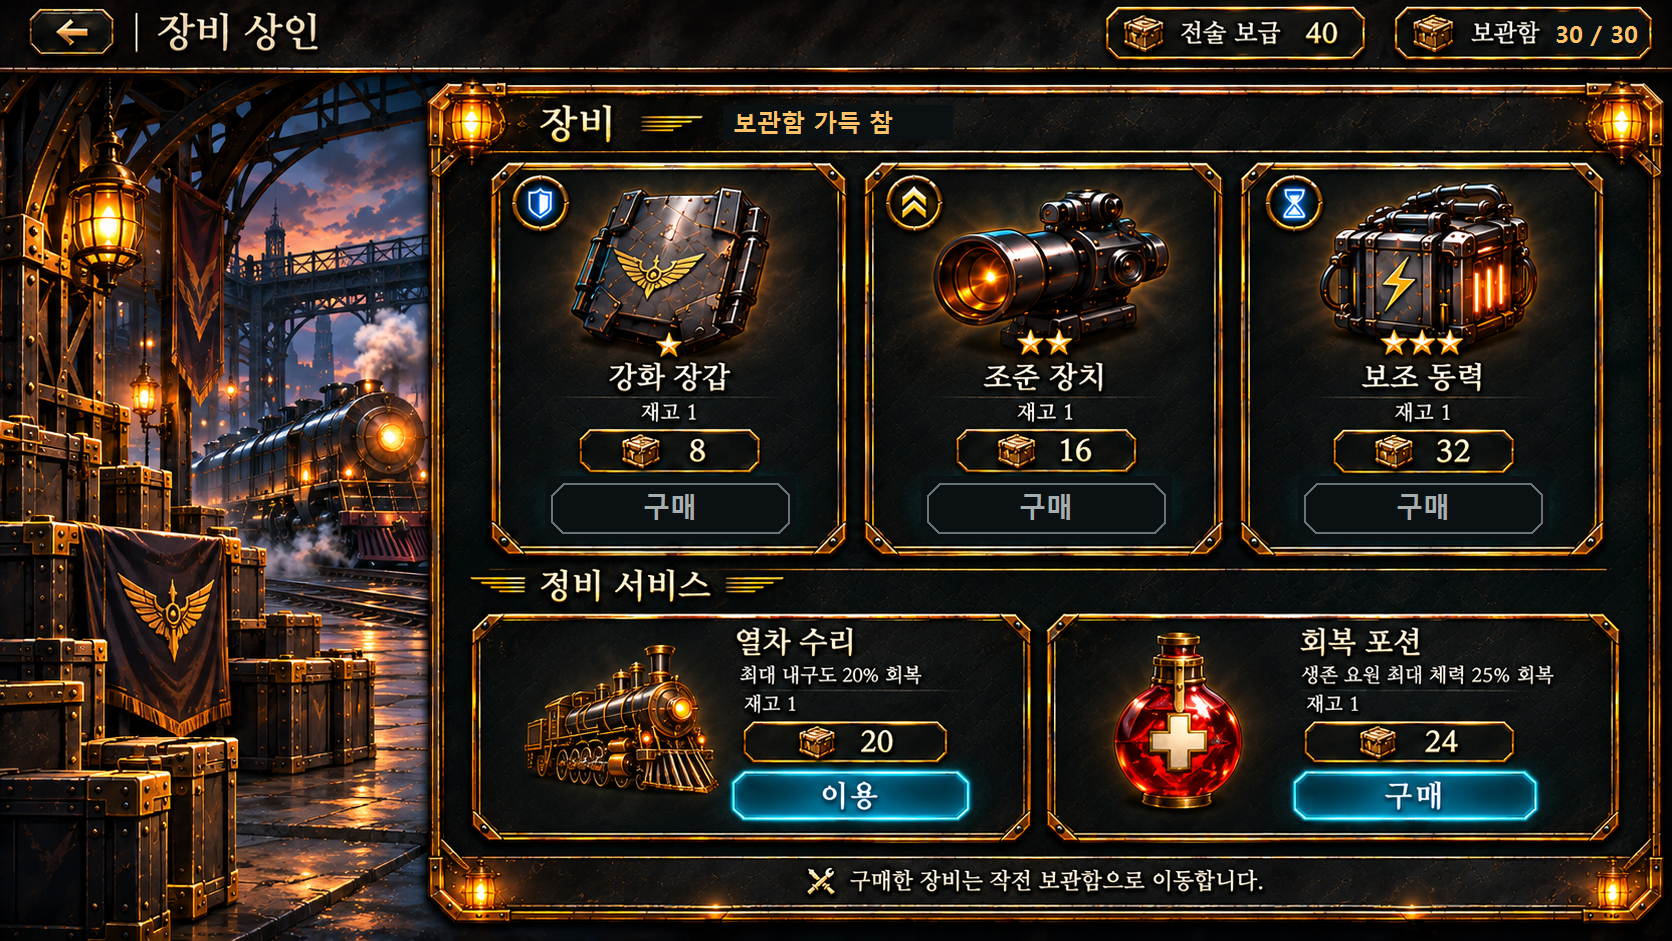 장비 상인
전술 보급 40
보관함 30 / 30
장비
보관함 가득 참
강화 장갑
재고 1
8
구매
조준 장치
재고 1
16
구매
보조 동력
재고 1
32
구매
정비 서비스
열차 수리
최대 내구도 20% 회복
재고 1
20
이용
회복 포션
생존 요원 최대 체력 25% 회복
재고 1
24
구매
구매한 장비는 작전 보관함으로 이동합니다.